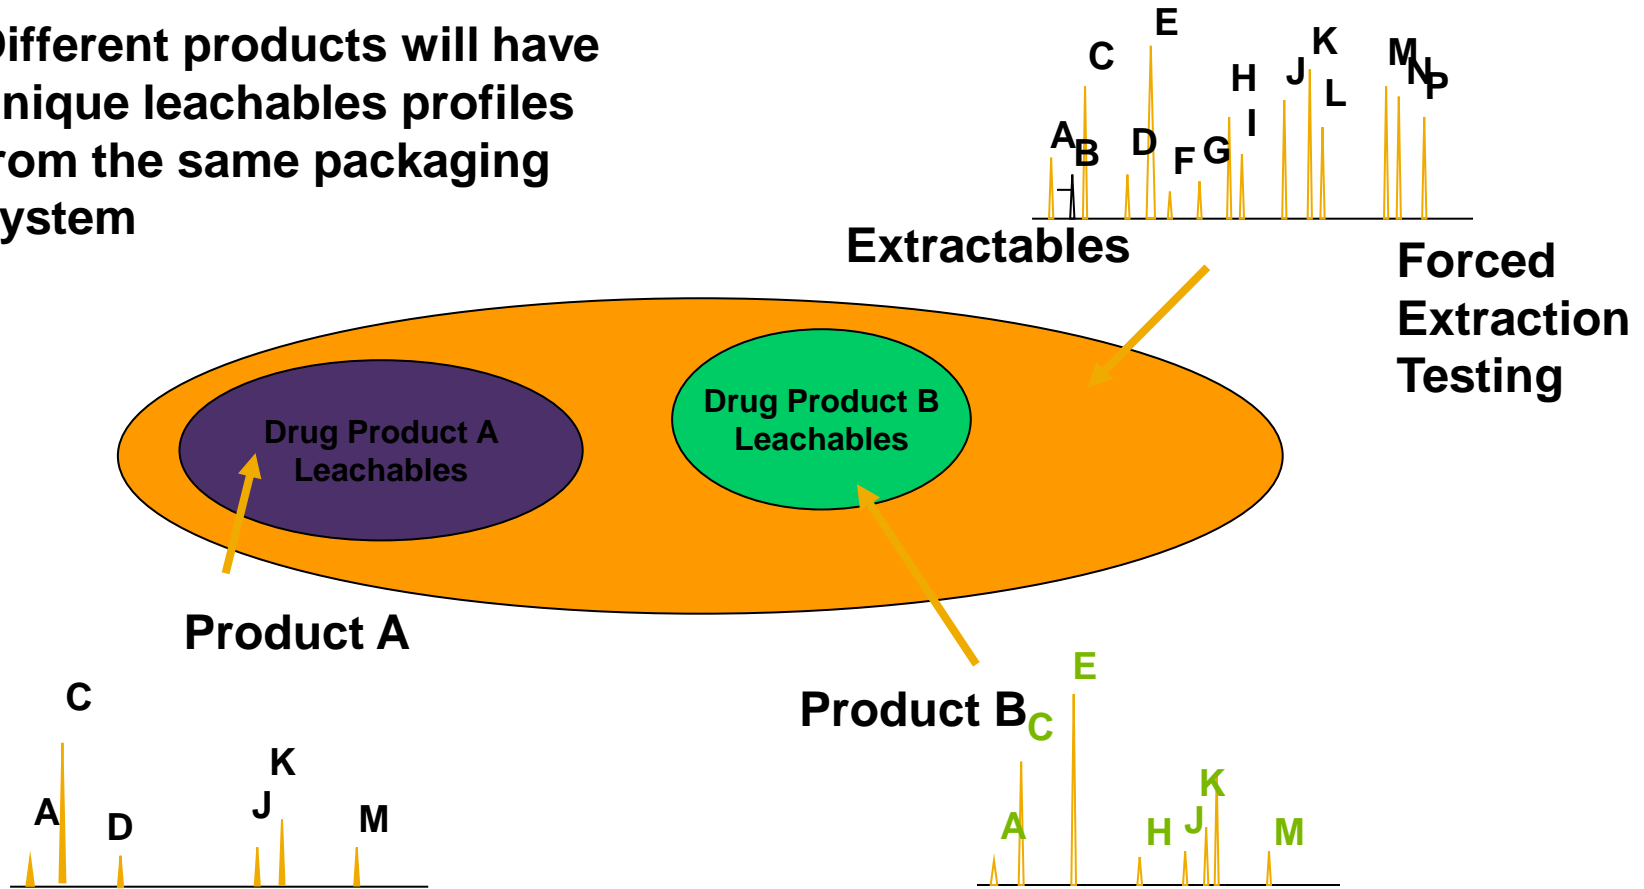 Different products will have
nique leachables profiles
rom the same packaging
ystem
E
C
K
M
N
P
H
J
L
I
A
B
D
F
G
Extractables
Forced
Extraction
Testing
Drug Product A
Leachables
Drug Product B
Leachables
Product A
Product B
C
K
A
D
J
M
E
C
K
A
H
J
M